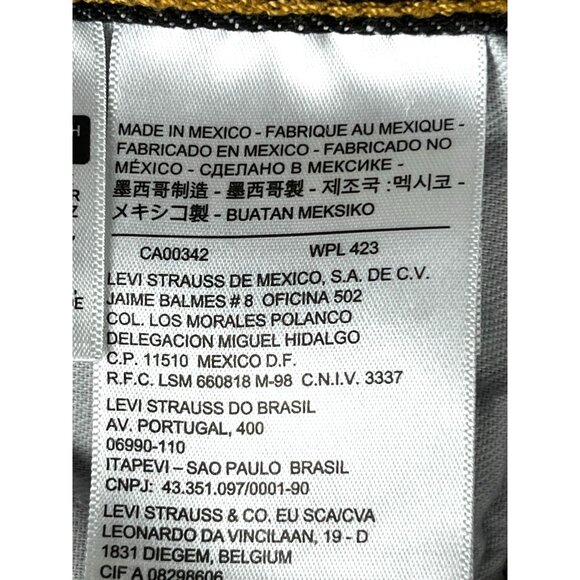 MADE IN MEXICO - FABRIQUE AU MEXIQUE -
FABRICADO EN MEXICO - FABRICADO NO
MÉXICO - СДЕЛАНО В МЕКСИКЕ -
墨西哥制造 - 墨西哥製 - 제조국 :멕시코 -
メキシコ製 - BUATAN MEKSIKO
CA00342 WPL 423
LEVI STRAUSS DE MEXICO, S.A. DE C.V.
JAIME BALMES # 8 OFICINA 502
COL. LOS MORALES POLANCO
DELEGACION MIGUEL HIDALGO
C.P. 11510 MEXICO D.F.
R.F.C. LSM 660818 M-98 C.N.I.V. 3337
LEVI STRAUSS DO BRASIL
AV. PORTUGAL, 400
06990-110
ITAPEVI – SAO PAULO BRASIL
CNPJ: 43.351.097/0001-90
LEVI STRAUSS & CO. EU SCA/CVA
LEONARDO DA VINCILAAN, 19 - D
1831 DIEGEM, BELGIUM
CIF A 08298606